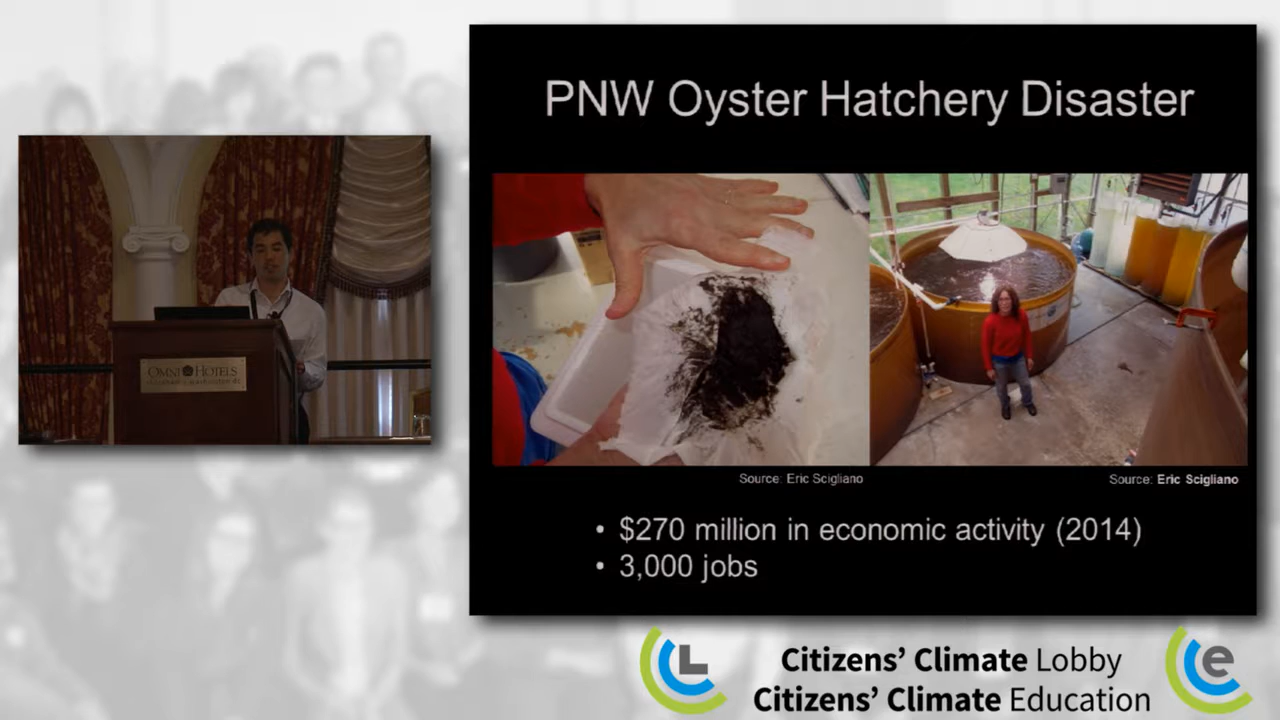 PNW Oyster Hatchery Disaster
OMNI HOTELS
Source: Eric Scigliano
Source: Eric Scigliano
• $270 million in economic activity (2014)
• 3,000 jobs
L
Citizens’ Climate Lobby
Citizens’ Climate Education
e